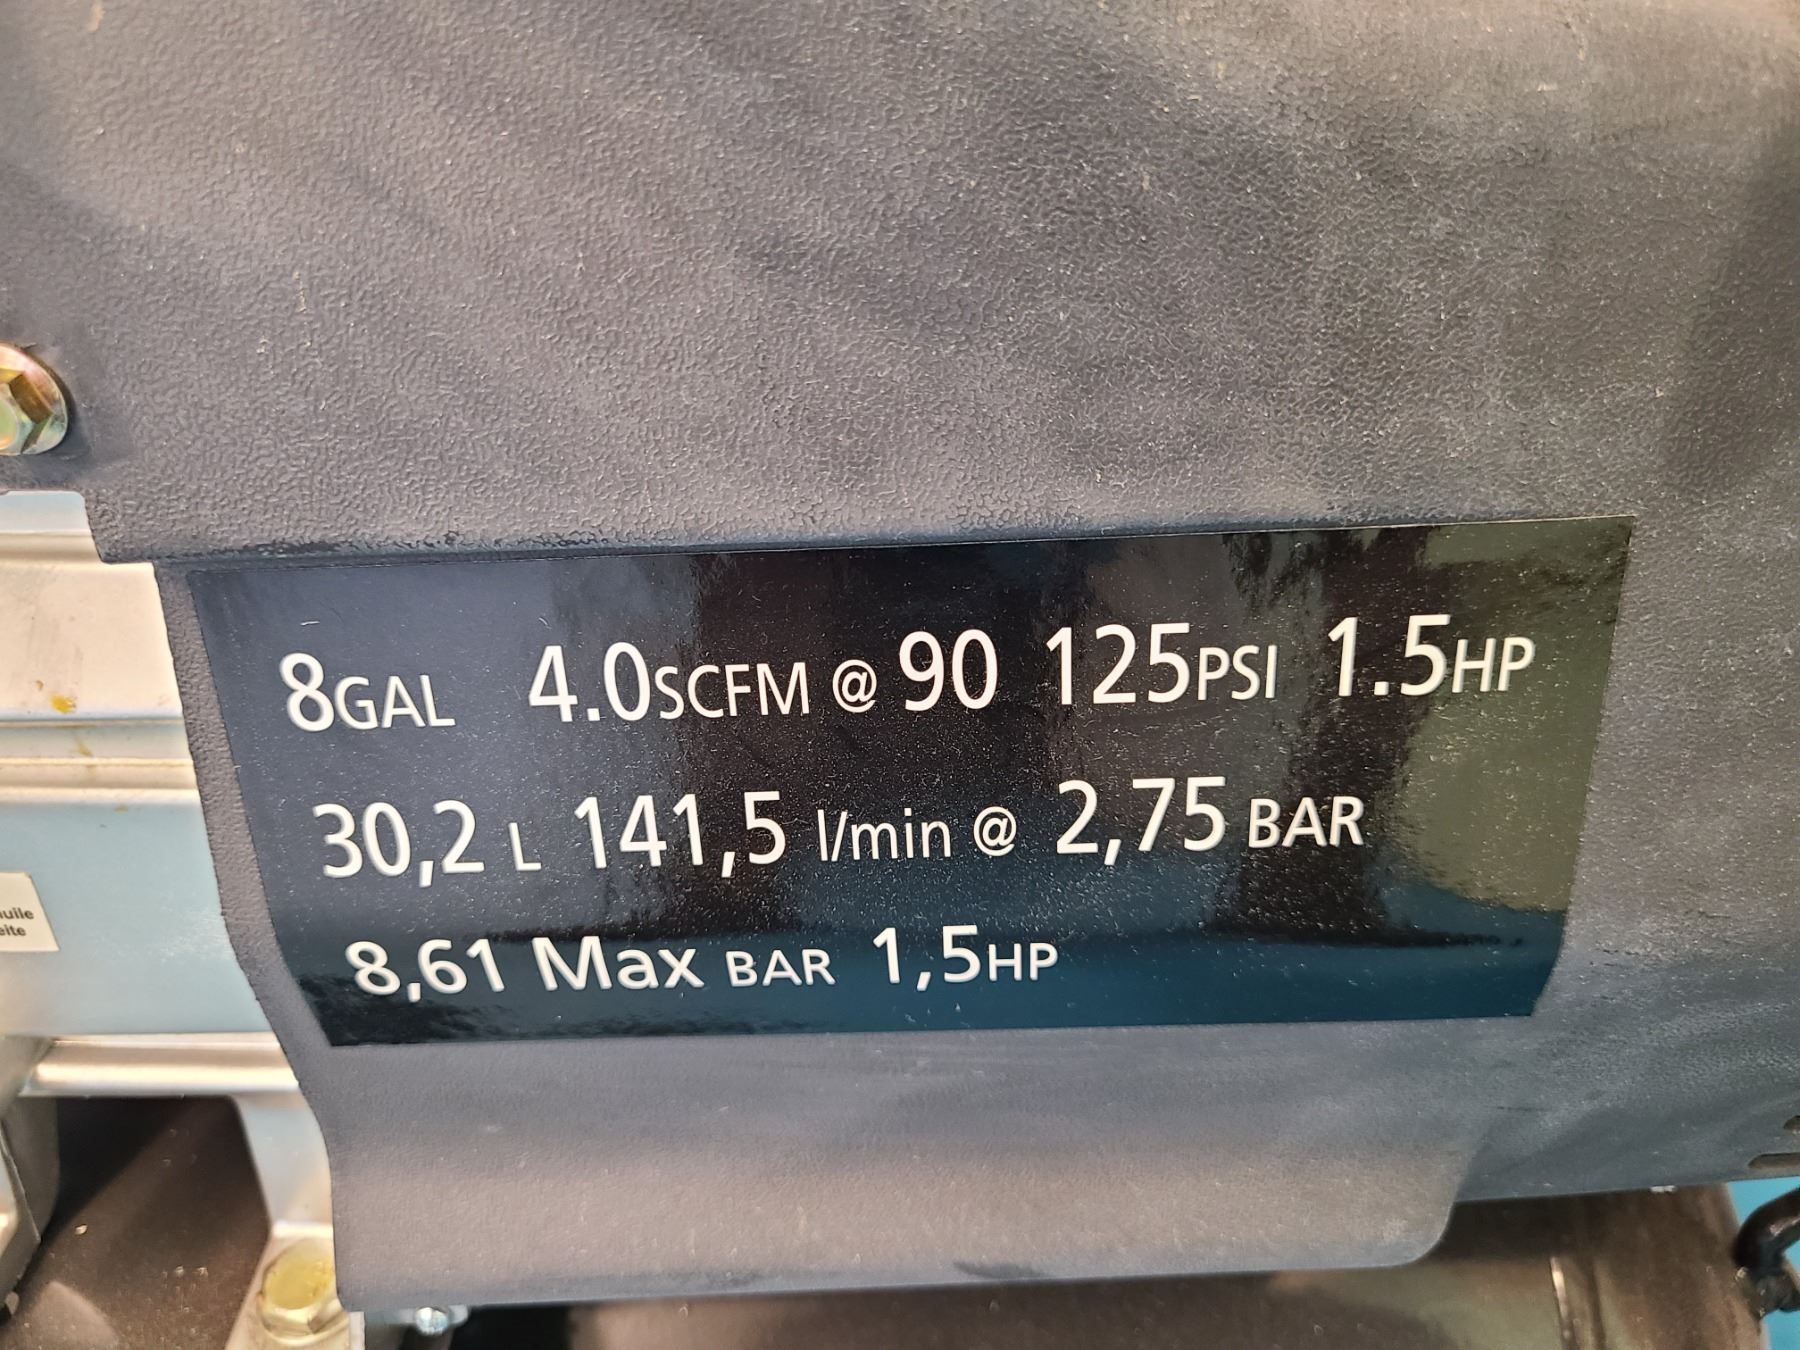 8GAL 4.0SCFM @ 90 125PSI 1.5HP
30,2 L 141,5 l/min @ 2,75 BAR
8,61 Max BAR 1,5HP